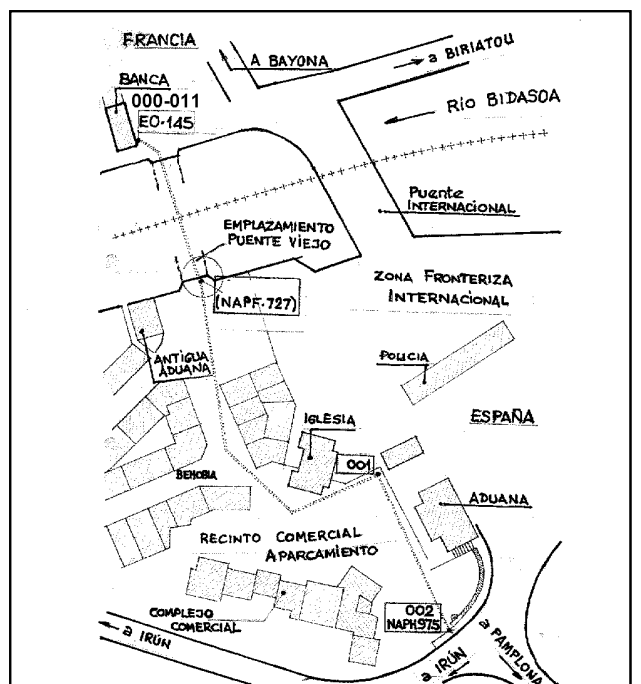 FRANCIA
A BAYONA
a BIRIATOU
BANCA
000-011
EO-145
RIO BIDASOA
Puente
INTERNACIONAL
EMPLAZAMIENTO
PUENTE VIEJO
ZONA FRONTERIZA
INTERNACIONAL
(NAPF.727)
ANTIGUA
ADUANA
POLICIA
ESPAÑA
IGLESIA
001
BEHOBIA
ADUANA
RECINTO COMERCIAL
APARCAMIENTO
COMPLEJO
COMERCIAL
002
NAPH975
a IRÚN
a IRÚN
a PAMPLONA